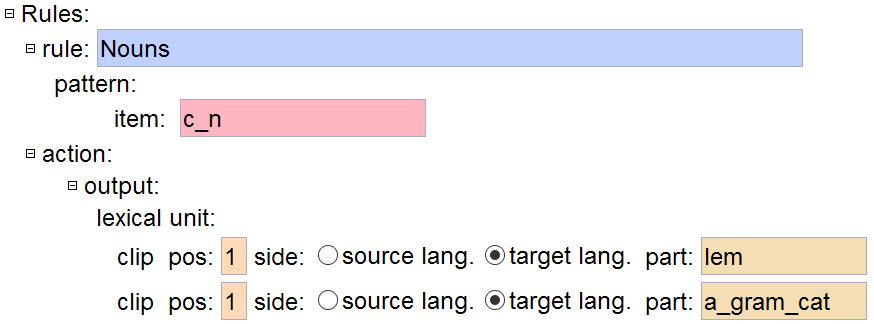 Rules:
rule: Nouns
pattern:
item: c_n
action:
output:
lexical unit:
clip pos: 1 side: source lang. target lang. part: lem
clip pos: 1 side: source lang. target lang. part: a_gram_cat